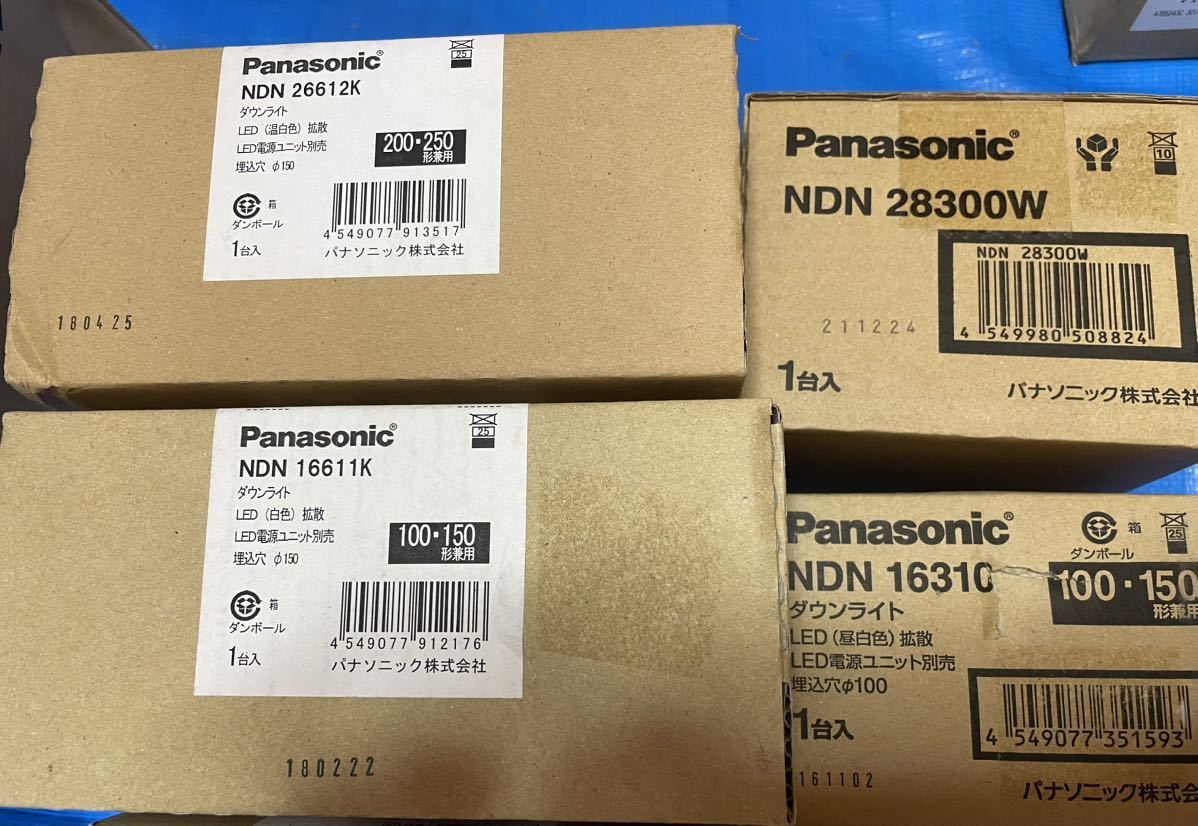 Panasonic®
NDN 26612K
ダウンライト
LED（温白色）拡散
LED電源ユニット別売
埋込穴 φ150
25
200・250
形兼用
箱
ダンボール
1台入
4 549077 913517
パナソニック株式会社
180425
Panasonic®
NDN 28300W
10
NDN 28300W
4 549980 508824
211224
1台入
パナソニック株式会社
Panasonic®
NDN 16611K
ダウンライト
LED（白色）拡散
LED電源ユニット別売
埋込穴 φ150
25
100・150
形兼用
箱
ダンボール
1台入
4 549077 912176
パナソニック株式会社
180222
Panasonic®
NDN 16310
ダウンライト
LED（昼白色）拡散
LED電源ユニット別売
埋込穴φ100
1台入
箱
ダンボール
25
100・150
形兼用
4 549077 351593
161102
パナソニック株式会社